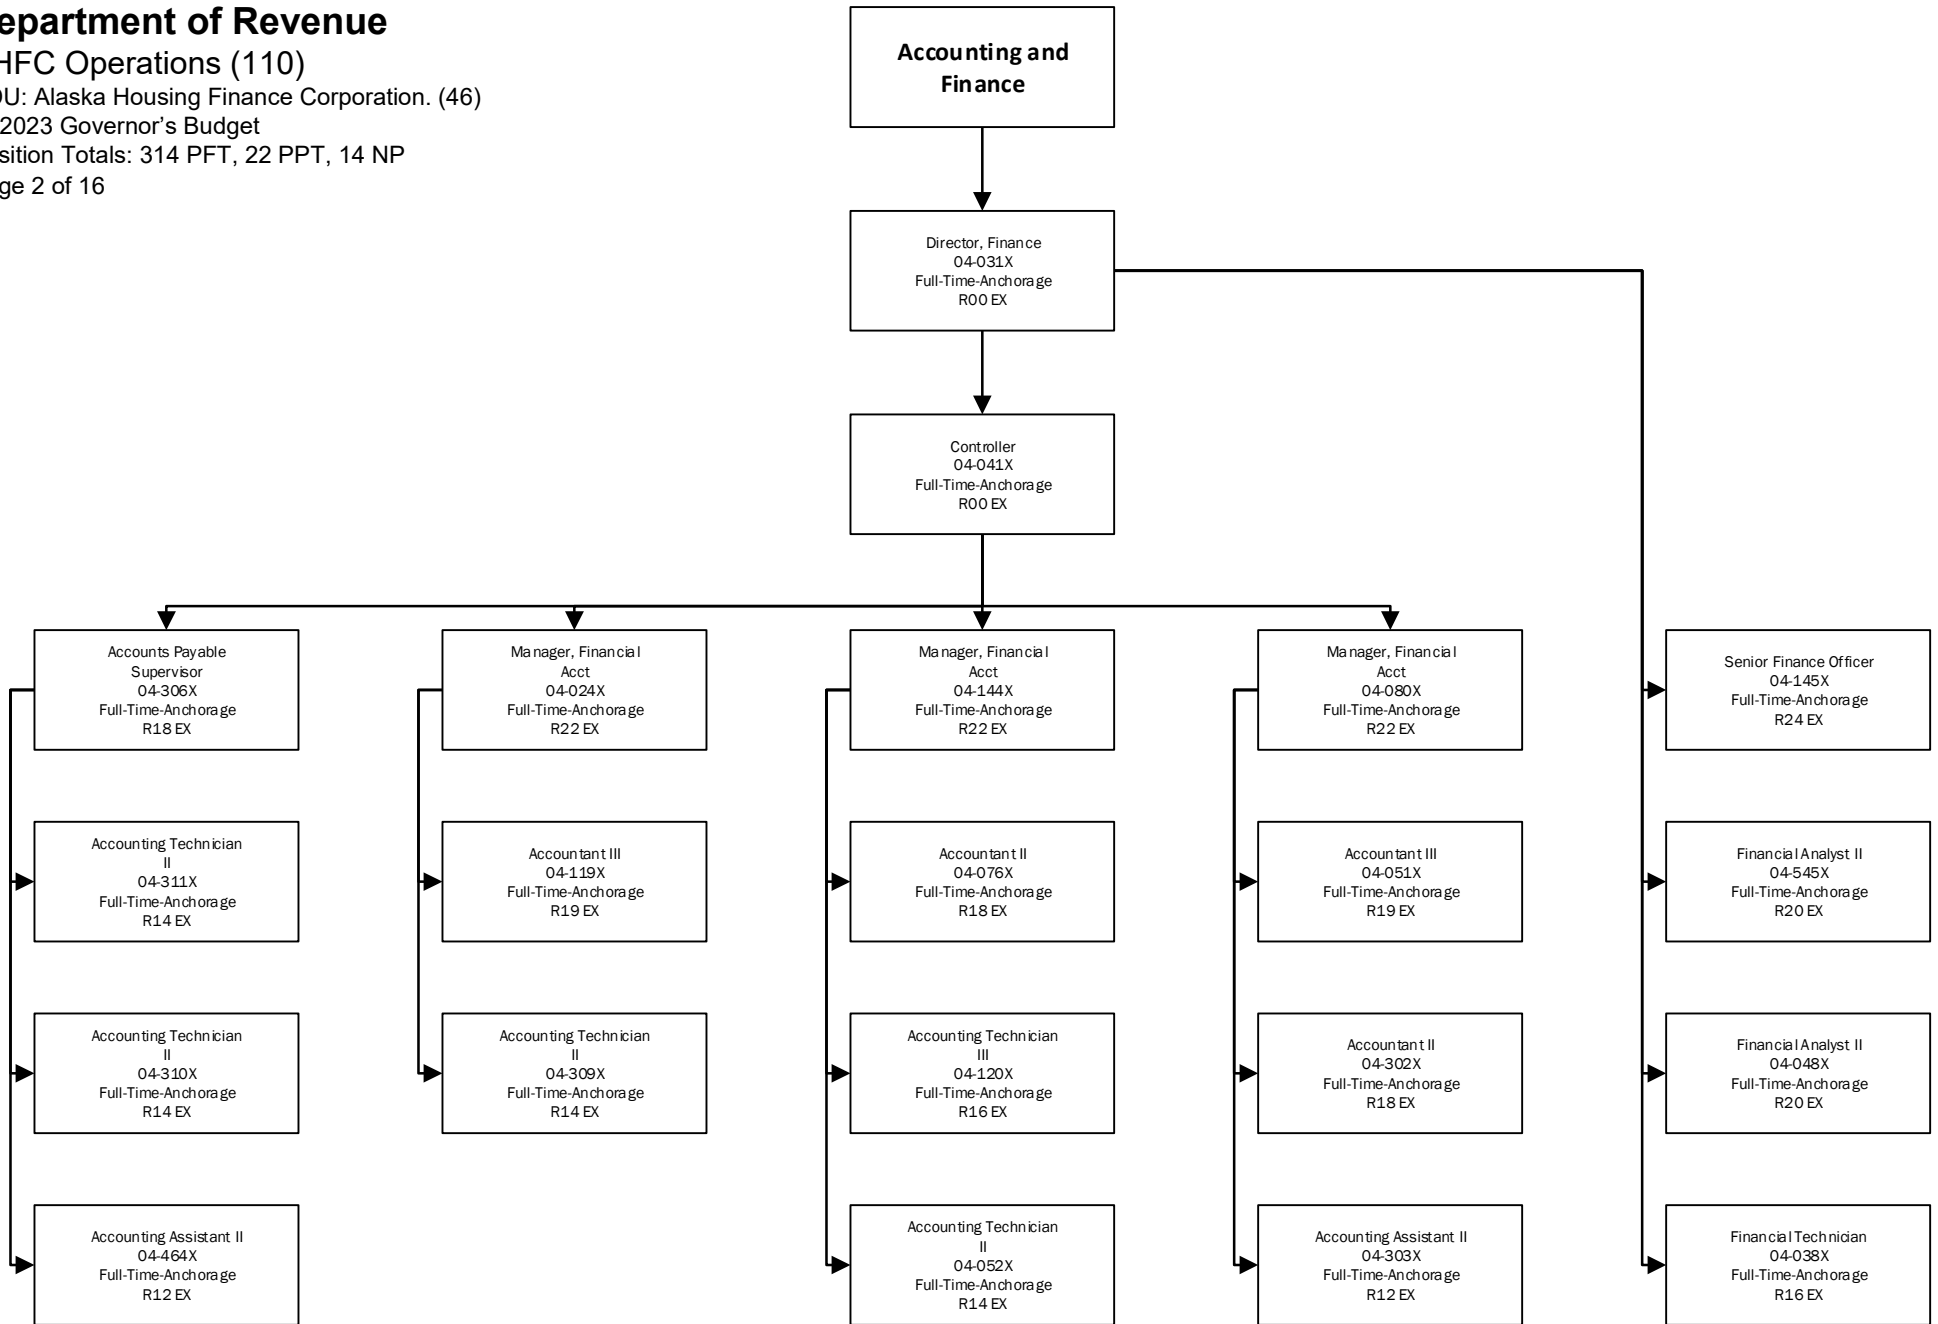 epartment of Revenue
HFC Operations (110)
DU: Alaska Housing Finance Corporation. (46)
2023 Governor's Budget
sition Totals: 314 PFT, 22 PPT, 14 NP
ge 2 of 16
Accounting and
Finance
Director, Finance
04-031X
Full-Time-Anchorage
R00 EX
Controller
04-041X
Full-Time-Anchorage
R00 EX
Accounts Payable
Supervisor
04-306X
Full-Time-Anchorage
R18 EX
Manager, Financial
Acct
04-024X
Full-Time-Anchorage
R22 EX
Manager, Financial
Acct
04-144X
Full-Time-Anchorage
R22 EX
Manager, Financial
Acct
04-080X
Full-Time-Anchorage
R22 EX
Senior Finance Officer
04-145X
Full-Time-Anchorage
R24 EX
Accounting Technician
II
04-311X
Full-Time-Anchorage
R14 EX
Accountant III
04-119X
Full-Time-Anchorage
R19 EX
Accountant II
04-076X
Full-Time-Anchorage
R18 EX
Accountant III
04-051X
Full-Time-Anchorage
R19 EX
Financial Analyst II
04-545X
Full-Time-Anchorage
R20 EX
Accounting Technician
II
04-310X
Full-Time-Anchorage
R14 EX
Accounting Technician
II
04-309X
Full-Time-Anchorage
R14 EX
Accounting Technician
III
04-120X
Full-Time-Anchorage
R16 EX
Accountant II
04-302X
Full-Time-Anchorage
R18 EX
Financial Analyst II
04-048X
Full-Time-Anchorage
R20 EX
Accounting Assistant II
04-464X
Full-Time-Anchorage
R12 EX
Accounting Technician
II
04-052X
Full-Time-Anchorage
R14 EX
Accounting Assistant II
04-303X
Full-Time-Anchorage
R12 EX
Financial Technician
04-038X
Full-Time-Anchorage
R16 EX